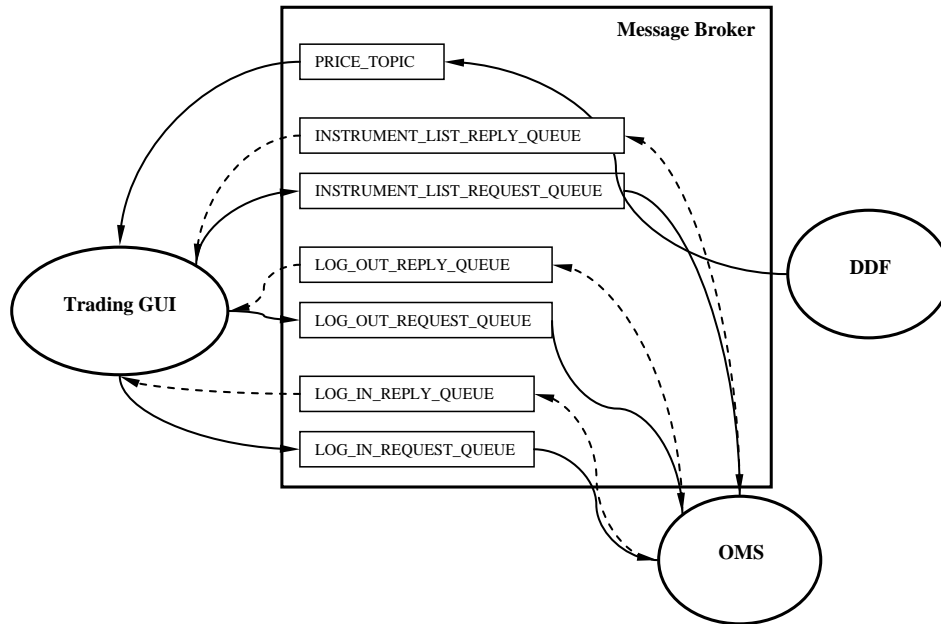 Message Broker
PRICE_TOPIC
INSTRUMENT_LIST_REPLY_QUEUE
INSTRUMENT_LIST_REQUEST_QUEUE
LOG_OUT_REPLY_QUEUE
LOG_OUT_REQUEST_QUEUE
LOG_IN_REPLY_QUEUE
LOG_IN_REQUEST_QUEUE
Trading GUI
DDF
OMS